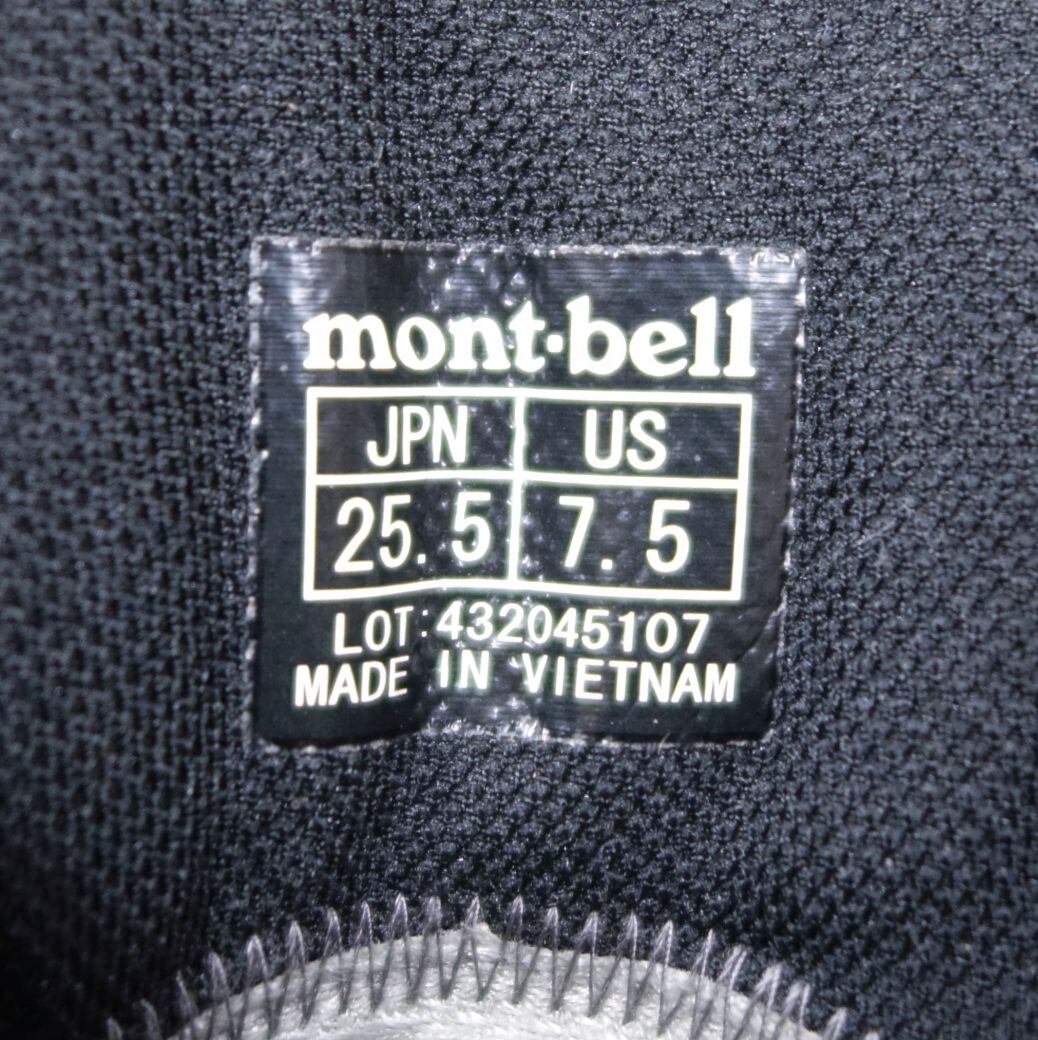 mont-bell
JPN US
25.5 7.5
LOT:432045107
MADE IN VIETNAM